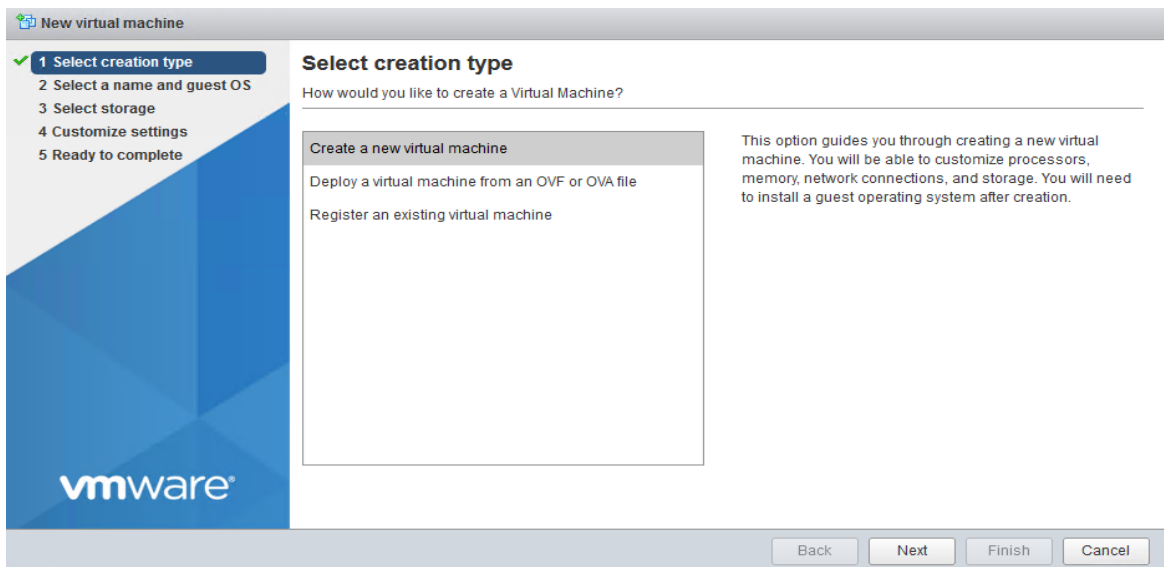 New virtual machine
1 Select creation type
2 Select a name and guest OS
3 Select storage
4 Customize settings
5 Ready to complete
vmware®
Select creation type
How would you like to create a Virtual Machine?
Create a new virtual machine
Deploy a virtual machine from an OVF or OVA file
Register an existing virtual machine
This option guides you through creating a new virtual
machine. You will be able to customize processors,
memory, network connections, and storage. You will need
to install a guest operating system after creation.
Back
Next
Finish
Cancel